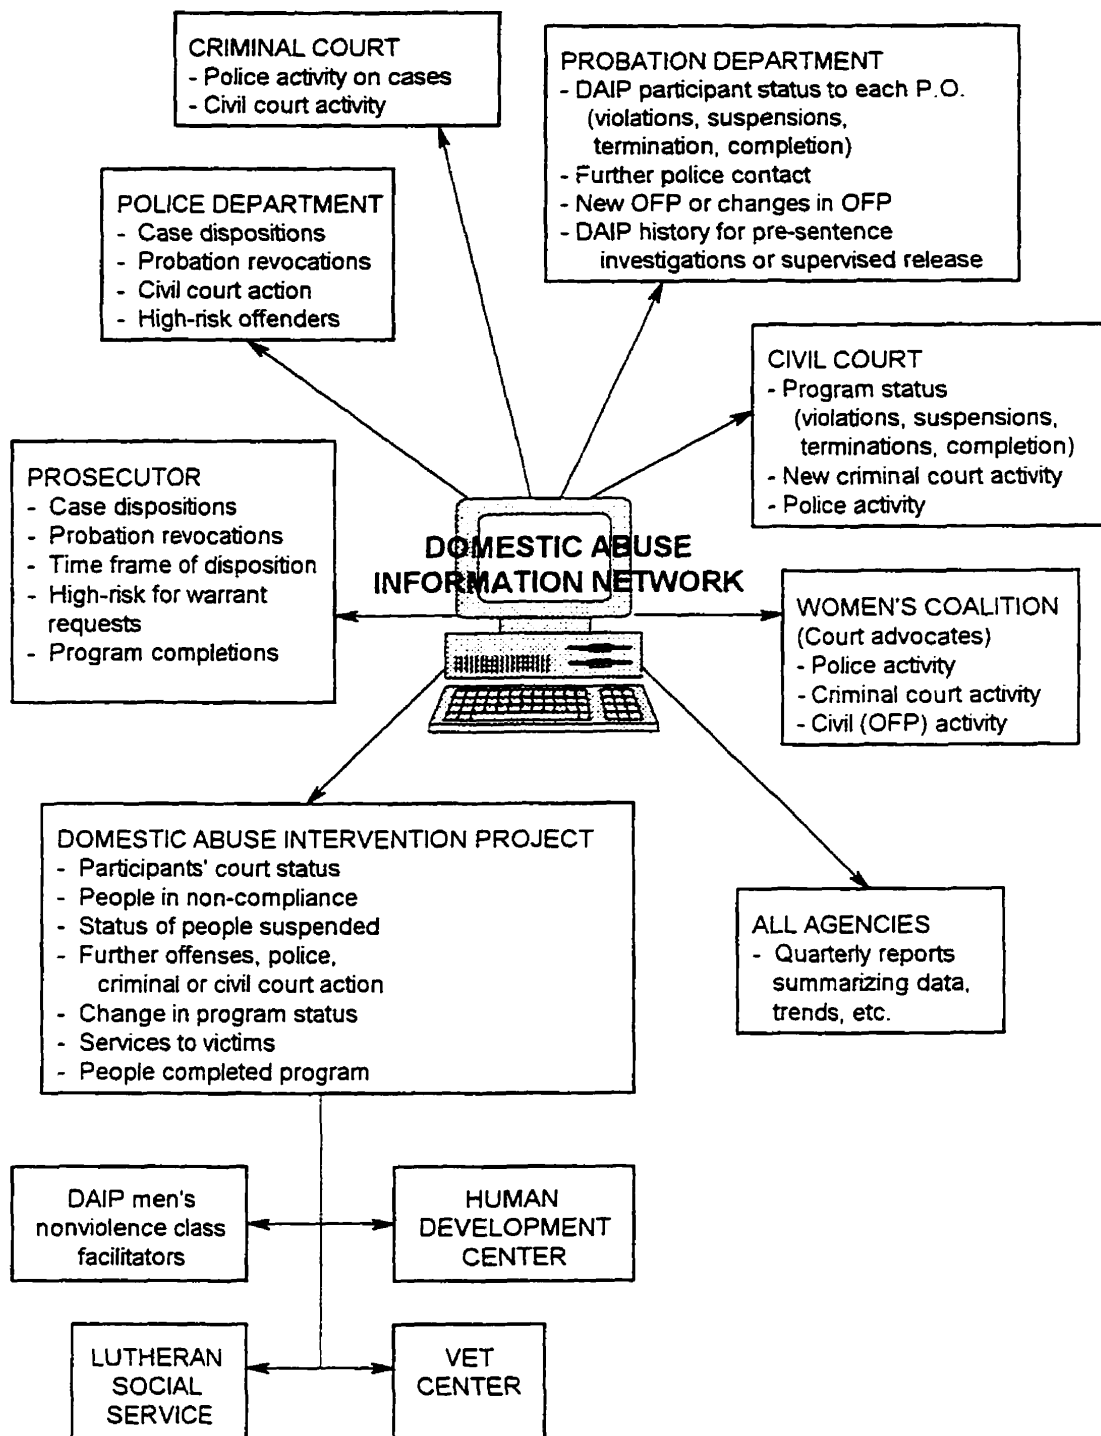 CRIMINAL COURT
- Police activity on cases
- Civil court activity
PROBATION DEPARTMENT
- DAIP participant status to each P.O.
(violations, suspensions,
termination, completion)
- Further police contact
- New OFP or changes in OFP
- DAIP history for pre-sentence
investigations or supervised release
POLICE DEPARTMENT
- Case dispositions
- Probation revocations
- Civil court action
- High-risk offenders
CIVIL COURT
- Program status
(violations, suspensions,
terminations, completion)
- New criminal court activity
- Police activity
PROSECUTOR
- Case dispositions
- Probation revocations
- Time frame of disposition
- High-risk for warrant
requests
- Program completions
DOMESTIC ABUSE
INFORMATION NETWORK
WOMEN'S COALITION
(Court advocates)
- Police activity
- Criminal court activity
- Civil (OFP) activity
DOMESTIC ABUSE INTERVENTION PROJECT
- Participants' court status
- People in non-compliance
- Status of people suspended
- Further offenses, police,
criminal or civil court action
- Change in program status
- Services to victims
- People completed program
ALL AGENCIES
- Quarterly reports
summarizing data,
trends, etc.
DAIP men's
nonviolence class
facilitators
HUMAN
DEVELOPMENT
CENTER
LUTHERAN
SOCIAL
SERVICE
VET
CENTER